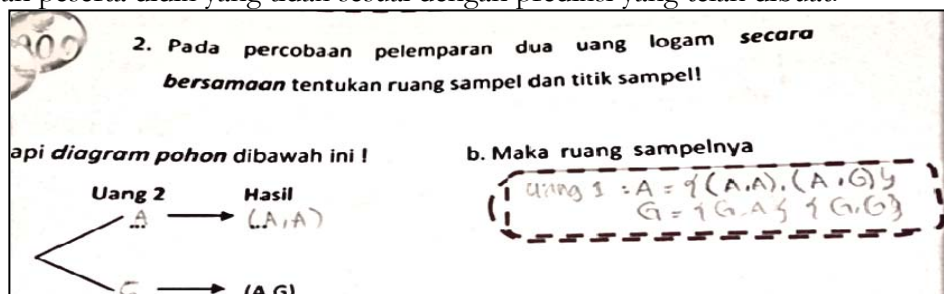 2. Pada percobaan pelemparan dua uang logam secara
bersamaan tentukan ruang sampel dan titik sampel!
api diagram pohon dibawah ini !
b. Maka ruang sampelnya
Uang 2 Hasil
A (A,A)
(A,G)
uang 1 : A = {(A,A), (A,G)}
G = {G,A} {G,G}